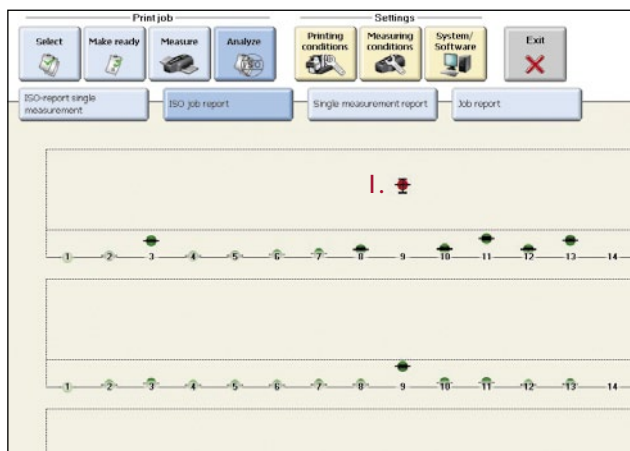 Print job
Settings
Select
Make ready
Measure
Analyze
Printing
conditions
Measuring
conditions
System/
Software
Exit
ISO-report single
measurement
ISO job report
Single measurement report
Job report
1.
1 2 3 4 5 6 7 8 9 10 11 12 13 14
1 2 3 4 5 6 7 8 9 10 11 12 13 14